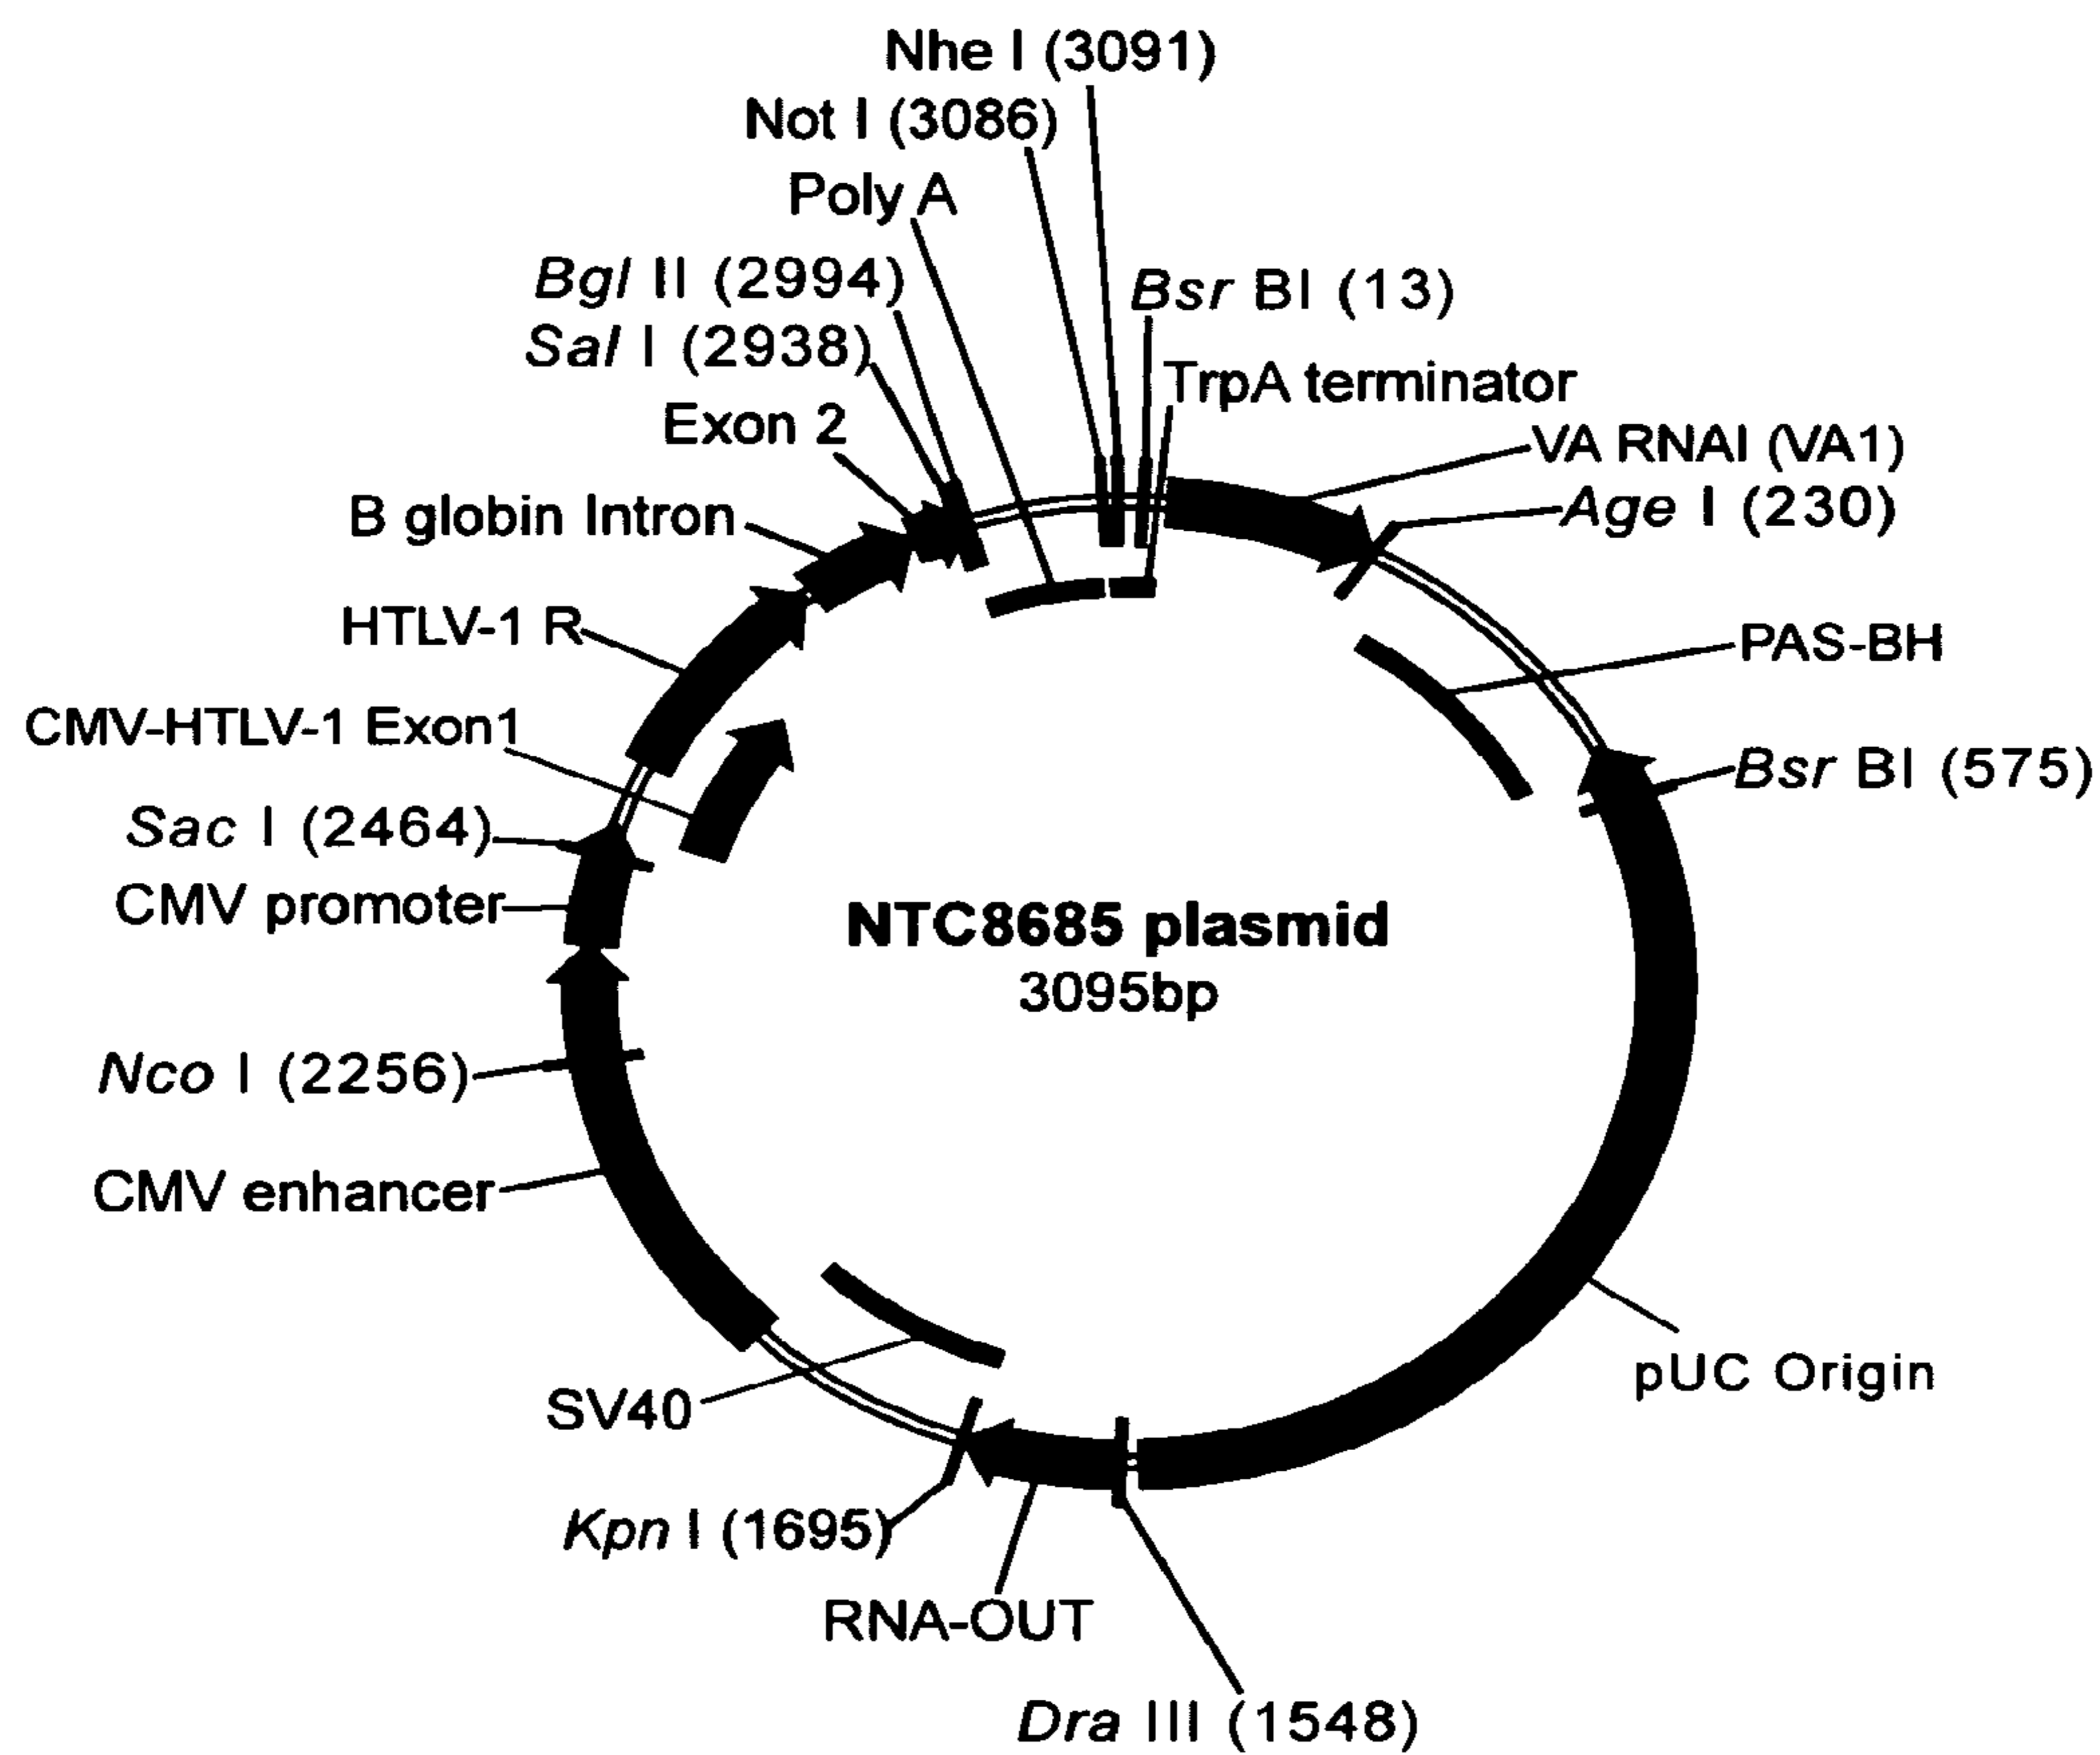 Nhe I (3091)
Not I (3086)
Poly A
Bgl II (2994)
Bsr BI (13)
Sal I (2938)
TrpA terminator
Exon 2
VA RNAI (VA1)
B globin Intron
Age I (230)
HTLV-1 R
PAS-BH
CMV-HTLV-1 Exon1
Bsr BI (575)
Sac I (2464)
CMV promoter
NTC8685 plasmid
3095bp
Nco I (2256)
CMV enhancer
pUC Origin
SV40
Kpn I (1695)
RNA-OUT
Dra III (1548)